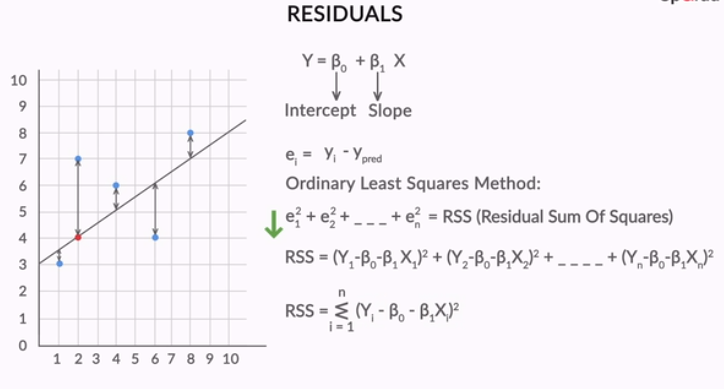 RESIDUALS
Y = β₀ + β₁ X
Intercept Slope
eᵢ = Yᵢ - Y_pred
Ordinary Least Squares Method:
e₁² + e₂² + _ _ _ + eₙ² = RSS (Residual Sum Of Squares)
RSS = (Y₁-β₀-β₁X₁)² + (Y₂-β₀-β₁X₂)² + _ _ _ _ + (Yₙ-β₀-β₁Xₙ)²
n
RSS = Σ (Yᵢ - β₀ - β₁Xᵢ)²
i = 1
10
9
8
7
6
5
4
3
2
1
0
1 2 3 4 5 6 7 8 9 10